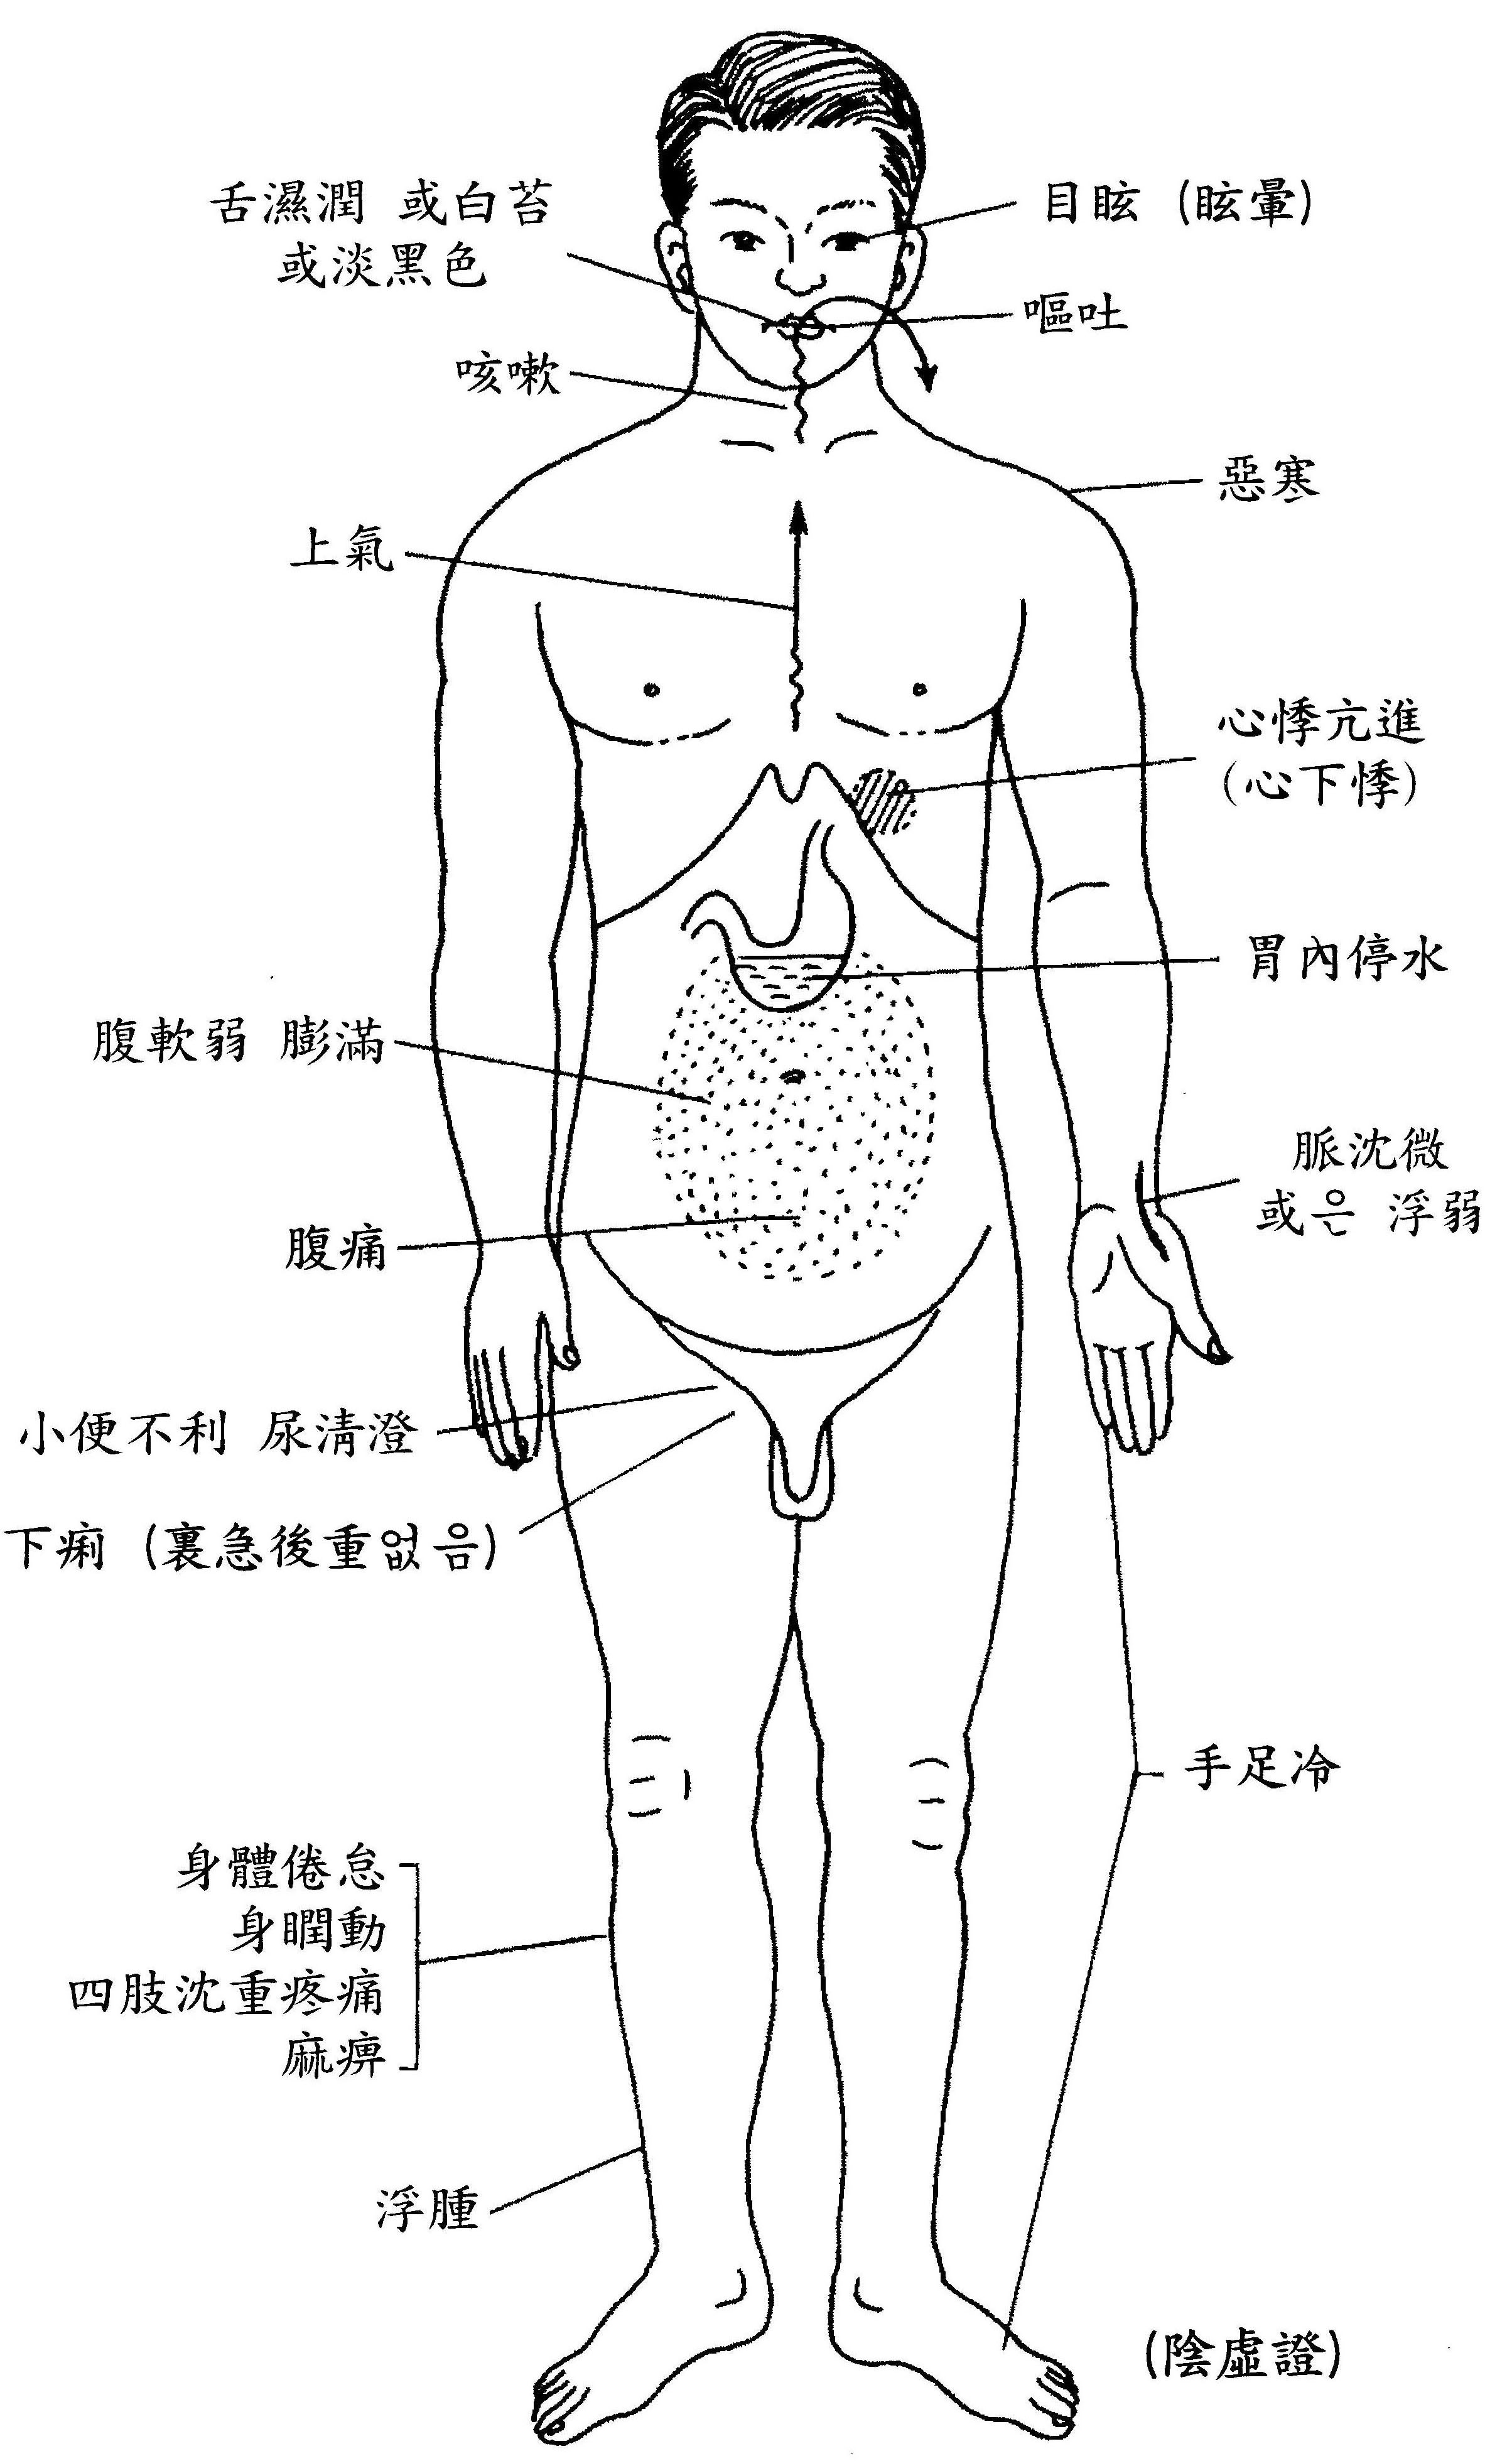 舌濕潤 或白苔
或淡黑色
目眩 (眩暈)
嘔吐
咳嗽
惡寒
上氣
心悸亢進
(心下悸)
胃內停水
腹軟弱 膨滿
脈沈微
或은 浮弱
腹痛
小便不利 尿淸澄
下痢 (裏急後重없음)
手足冷
身體倦怠
身瞤動
四肢沈重疼痛
麻痹
浮腫
(陰虛證)